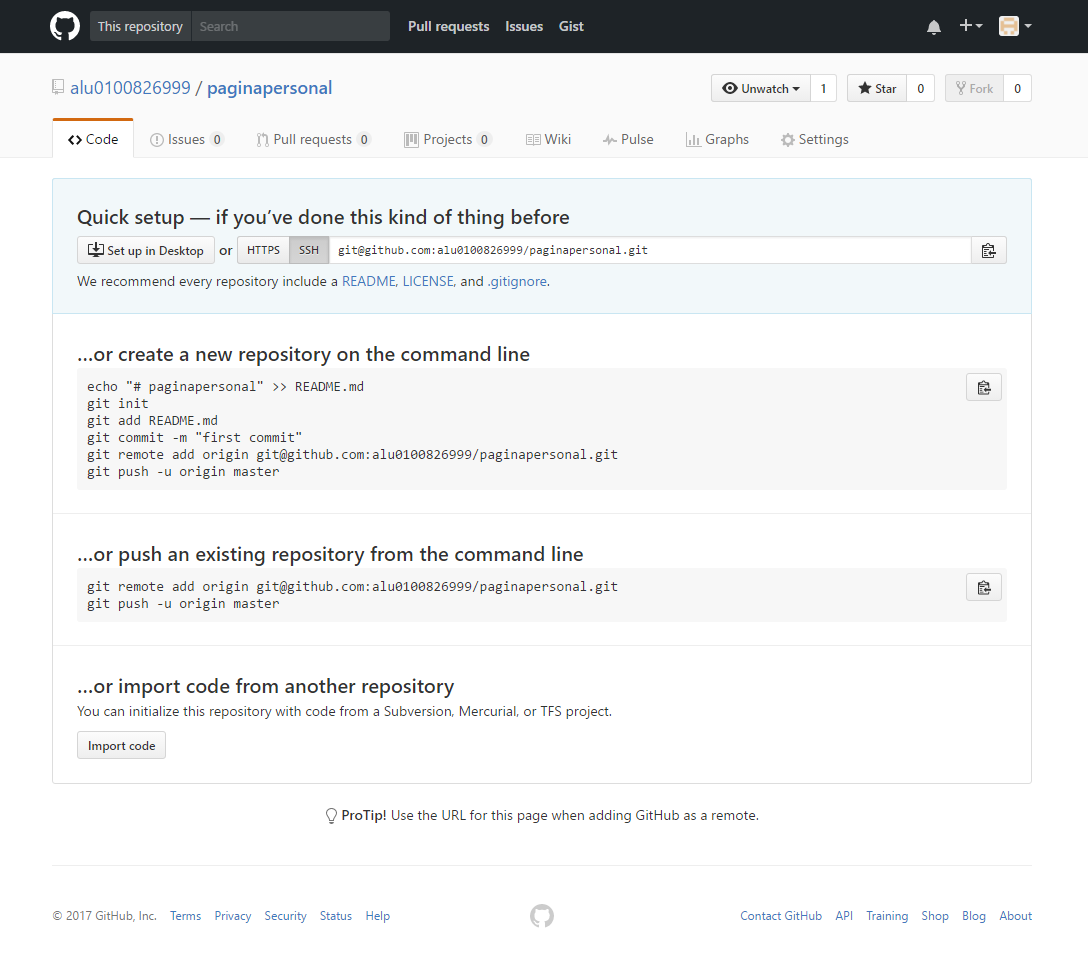 This repository Search Pull requests Issues Gist
alu0100826999 / paginapersonal Unwatch 1 Star 0 Fork 0
Code Issues 0 Pull requests 0 Projects 0 Wiki Pulse Graphs Settings
Quick setup — if you’ve done this kind of thing before
Set up in Desktop or HTTPS SSH git@github.com:alu0100826999/paginapersonal.git
We recommend every repository include a README, LICENSE, and .gitignore.
…or create a new repository on the command line
echo "# paginapersonal" >> README.md
git init
git add README.md
git commit -m "first commit"
git remote add origin git@github.com:alu0100826999/paginapersonal.git
git push -u origin master
…or push an existing repository from the command line
git remote add origin git@github.com:alu0100826999/paginapersonal.git
git push -u origin master
…or import code from another repository
You can initialize this repository with code from a Subversion, Mercurial, or TFS project.
Import code
ProTip! Use the URL for this page when adding GitHub as a remote.
© 2017 GitHub, Inc. Terms Privacy Security Status Help Contact GitHub API Training Shop Blog About